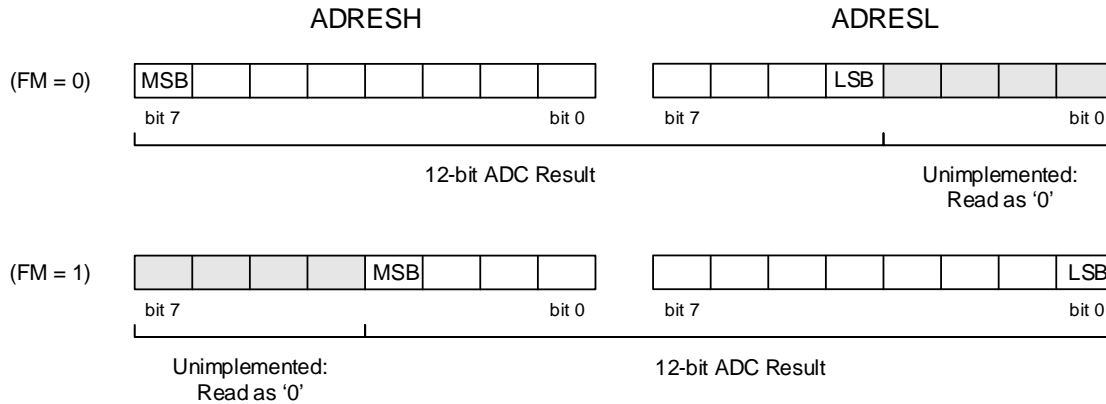 ADRESH ADRESL
(FM = 0) MSB LSB
bit 7 bit 0 bit 7 bit 0
12-bit ADC Result Unimplemented:
Read as ‘0’
(FM = 1) MSB LSB
bit 7 bit 0 bit 7 bit 0
Unimplemented: 12-bit ADC Result
Read as ‘0’